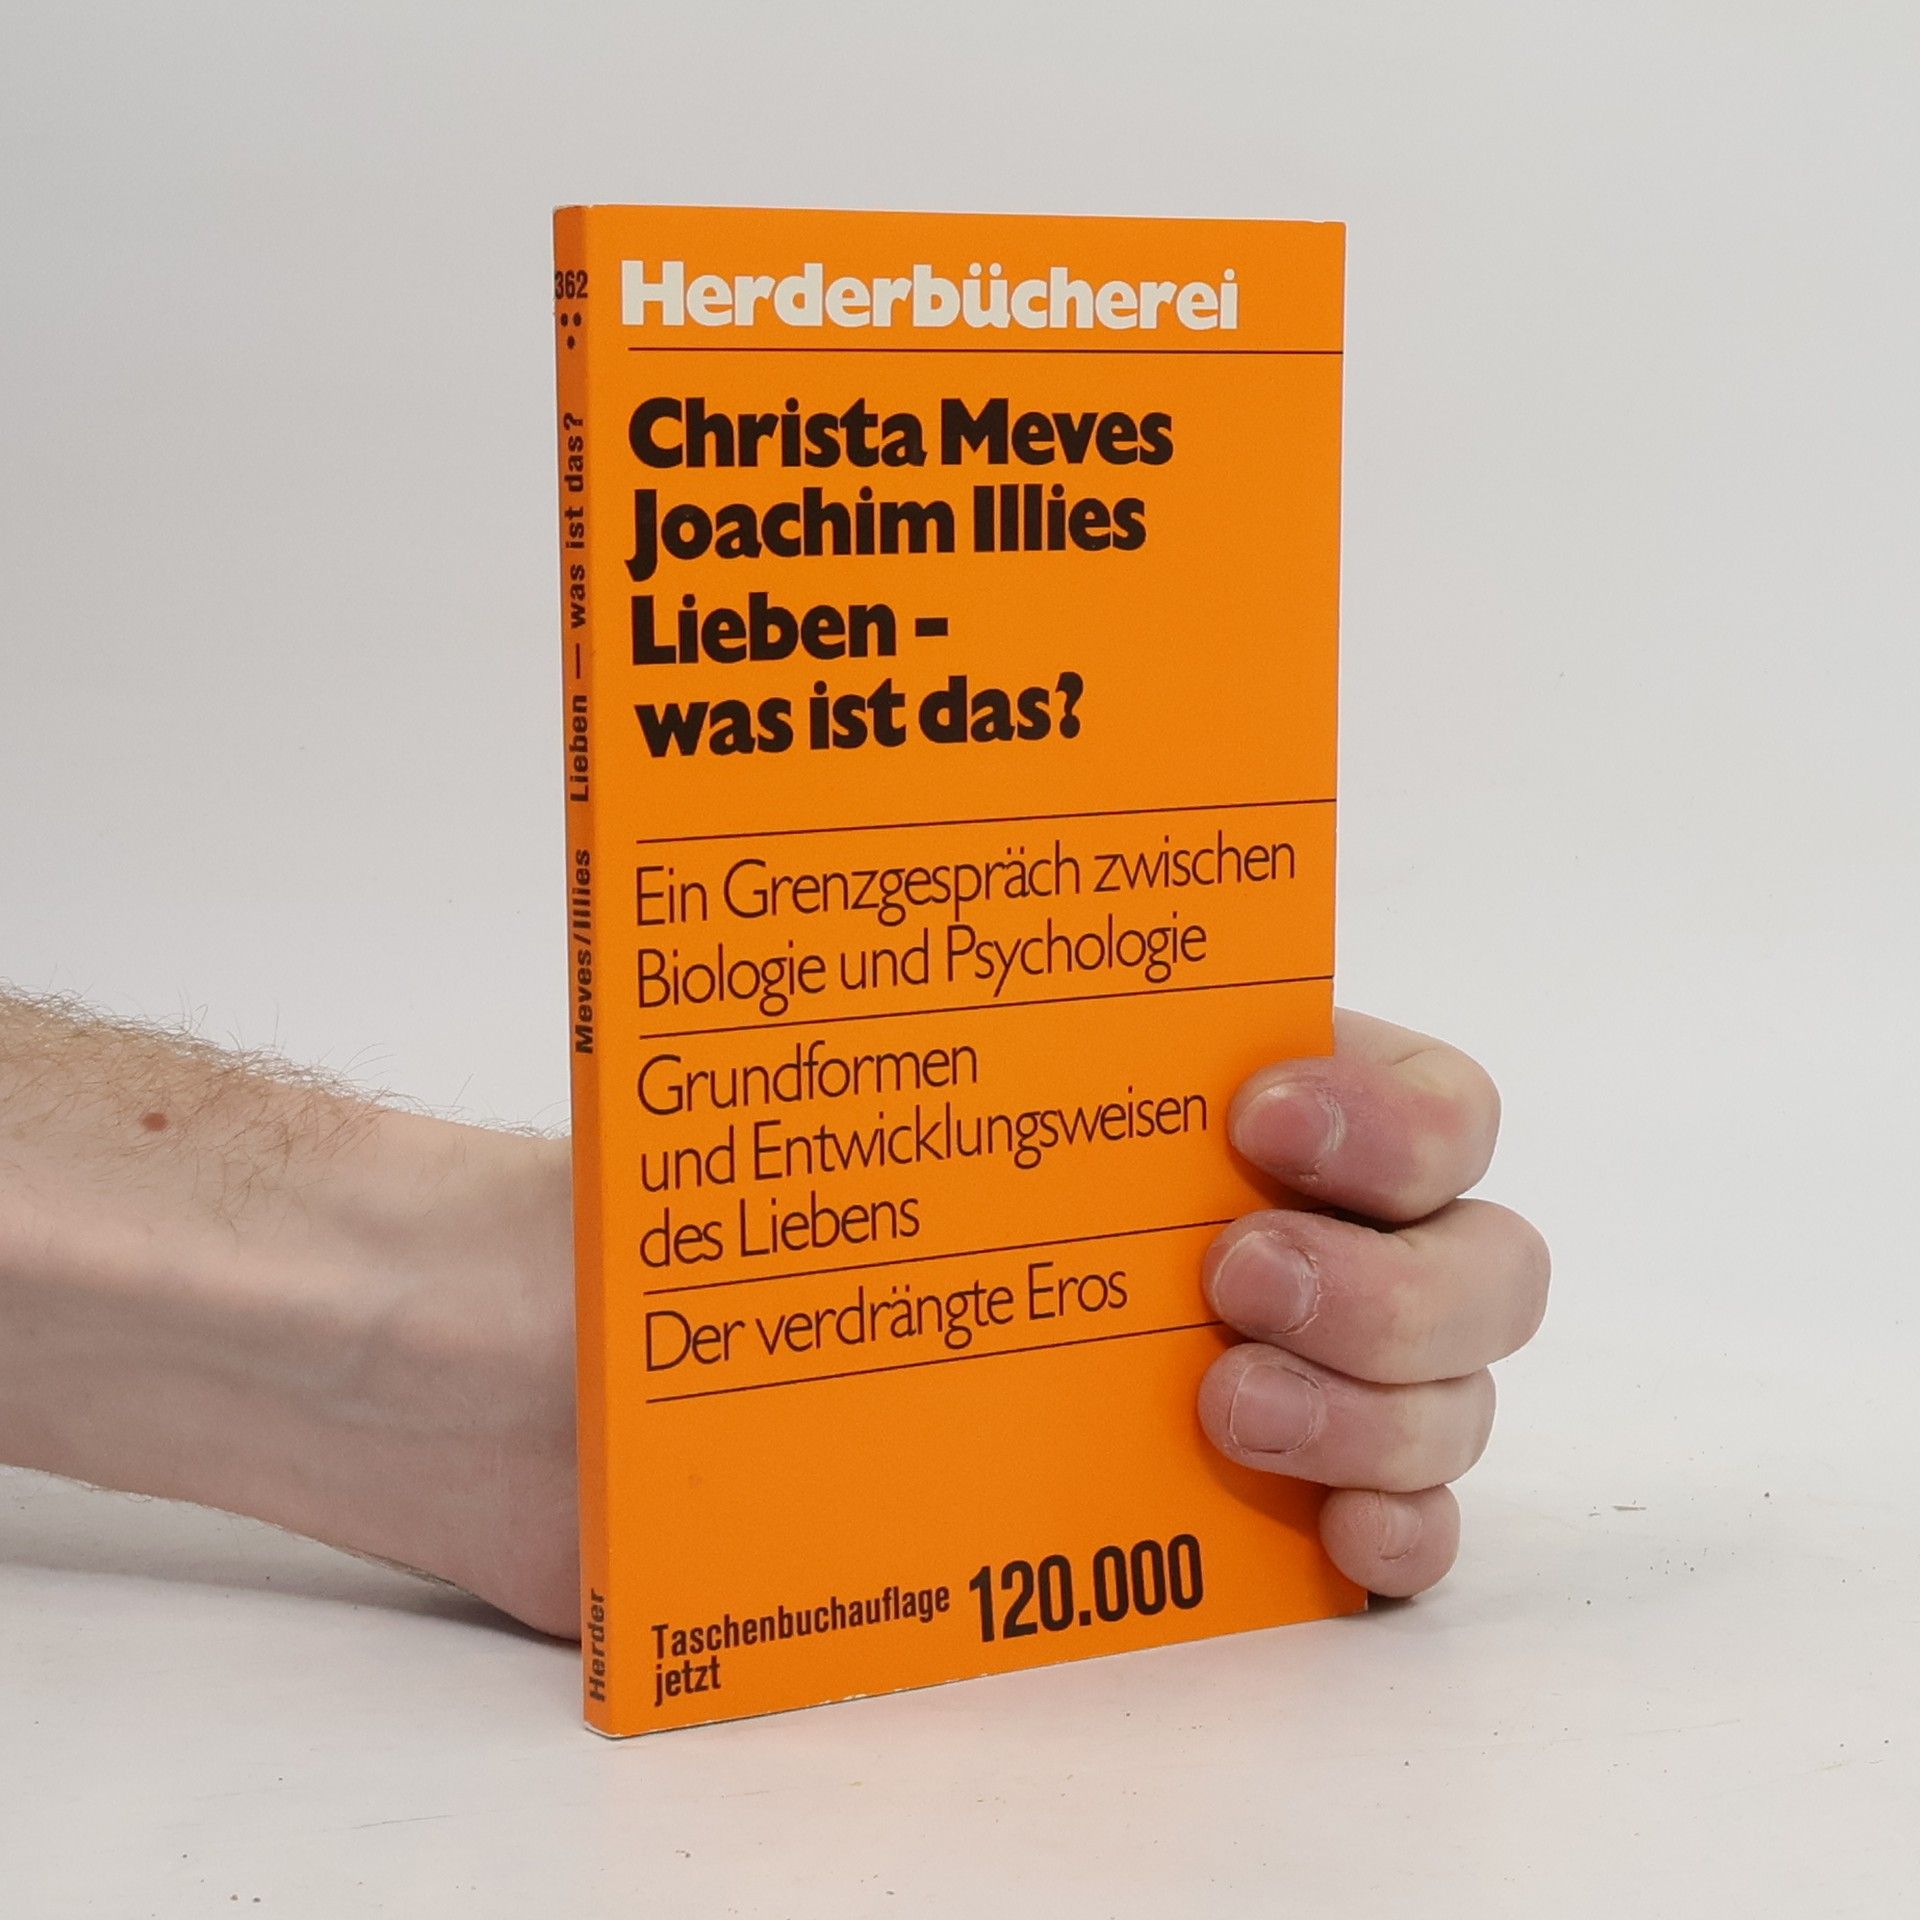 Herderbücherei
Christa Meves
Joachim Illies
Lieben -
was ist das?
Ein Grenzgespräch zwischen
Biologie und Psychologie
Grundformen
und Entwicklungsweisen
des Liebens
Der verdrängte Eros
Taschenbuchauflage 120.000
jetzt
362
Meves/Illies Lieben — was ist das?
Herder